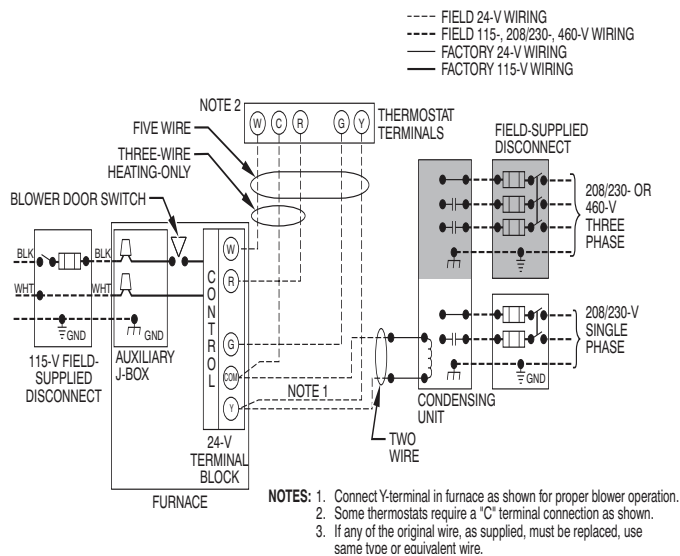 FIELD 24-V WIRING
FIELD 115-, 208/230-, 460-V WIRING
FACTORY 24-V WIRING
FACTORY 115-V WIRING
NOTE 2
W C R G Y
THERMOSTAT
TERMINALS
FIVE WIRE
THREE-WIRE
HEATING-ONLY
BLOWER DOOR SWITCH
FIELD-SUPPLIED
DISCONNECT
208/230- OR
460-V
THREE
PHASE
BLK
BLK
WHT
WHT
GND
GND
115-V FIELD-
SUPPLIED
DISCONNECT
AUXILIARY
J-BOX
CONTROL
W
R
G
COM
Y
NOTE 1
24-V
TERMINAL
BLOCK
FURNACE
TWO
WIRE
CONDENSING
UNIT
208/230-V
SINGLE
PHASE
GND
NOTES: 1. Connect Y-terminal in furnace as shown for proper blower operation.
2. Some thermostats require a "C" terminal connection as shown.
3. If any of the original wire, as supplied, must be replaced, use
same type or equivalent wire.